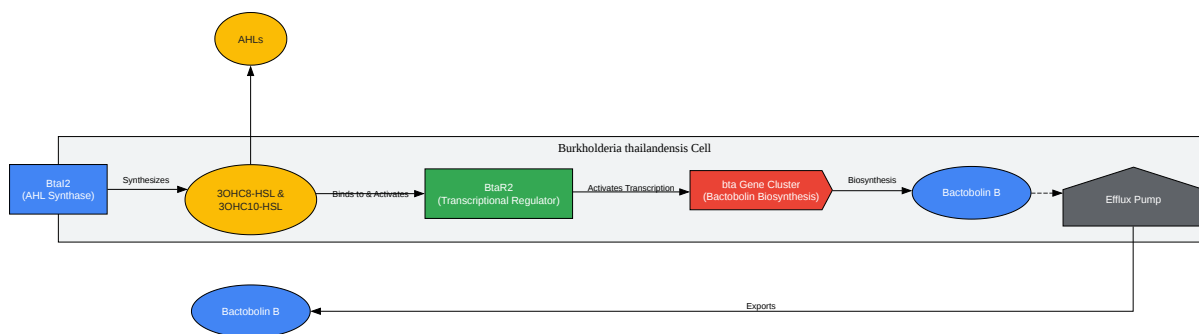 AHLs
Burkholderia thailandensis Cell
BtaI2
(AHL Synthase)
Synthesizes
3OHC8-HSL &
3OHC10-HSL
Binds to & Activates
BtaR2
(Transcriptional Regulator)
Activates Transcription
bta Gene Cluster
(Bactobolin Biosynthesis)
Biosynthesis
Bactobolin B
Efflux Pump
Bactobolin B
Exports